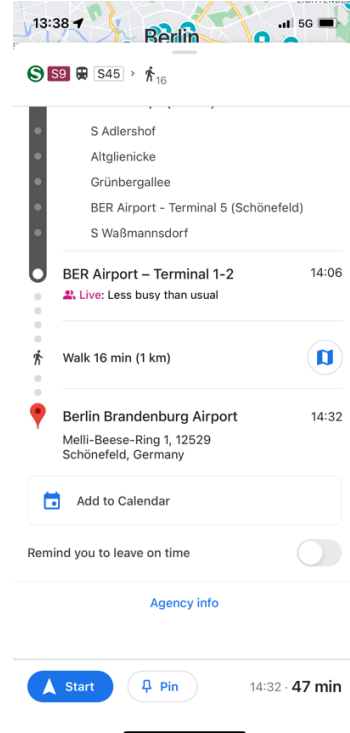 13:38
5G
Berlin
S S9 S45 › 16
S Adlershof
Altglienicke
Grünbergallee
BER Airport - Terminal 5 (Schönefeld)
S Waßmannsdorf
BER Airport – Terminal 1-2 14:06
Live: Less busy than usual
Walk 16 min (1 km)
Berlin Brandenburg Airport 14:32
Melli-Beese-Ring 1, 12529
Schönefeld, Germany
Add to Calendar
Remind you to leave on time
Agency info
Start Pin 14:32 · 47 min